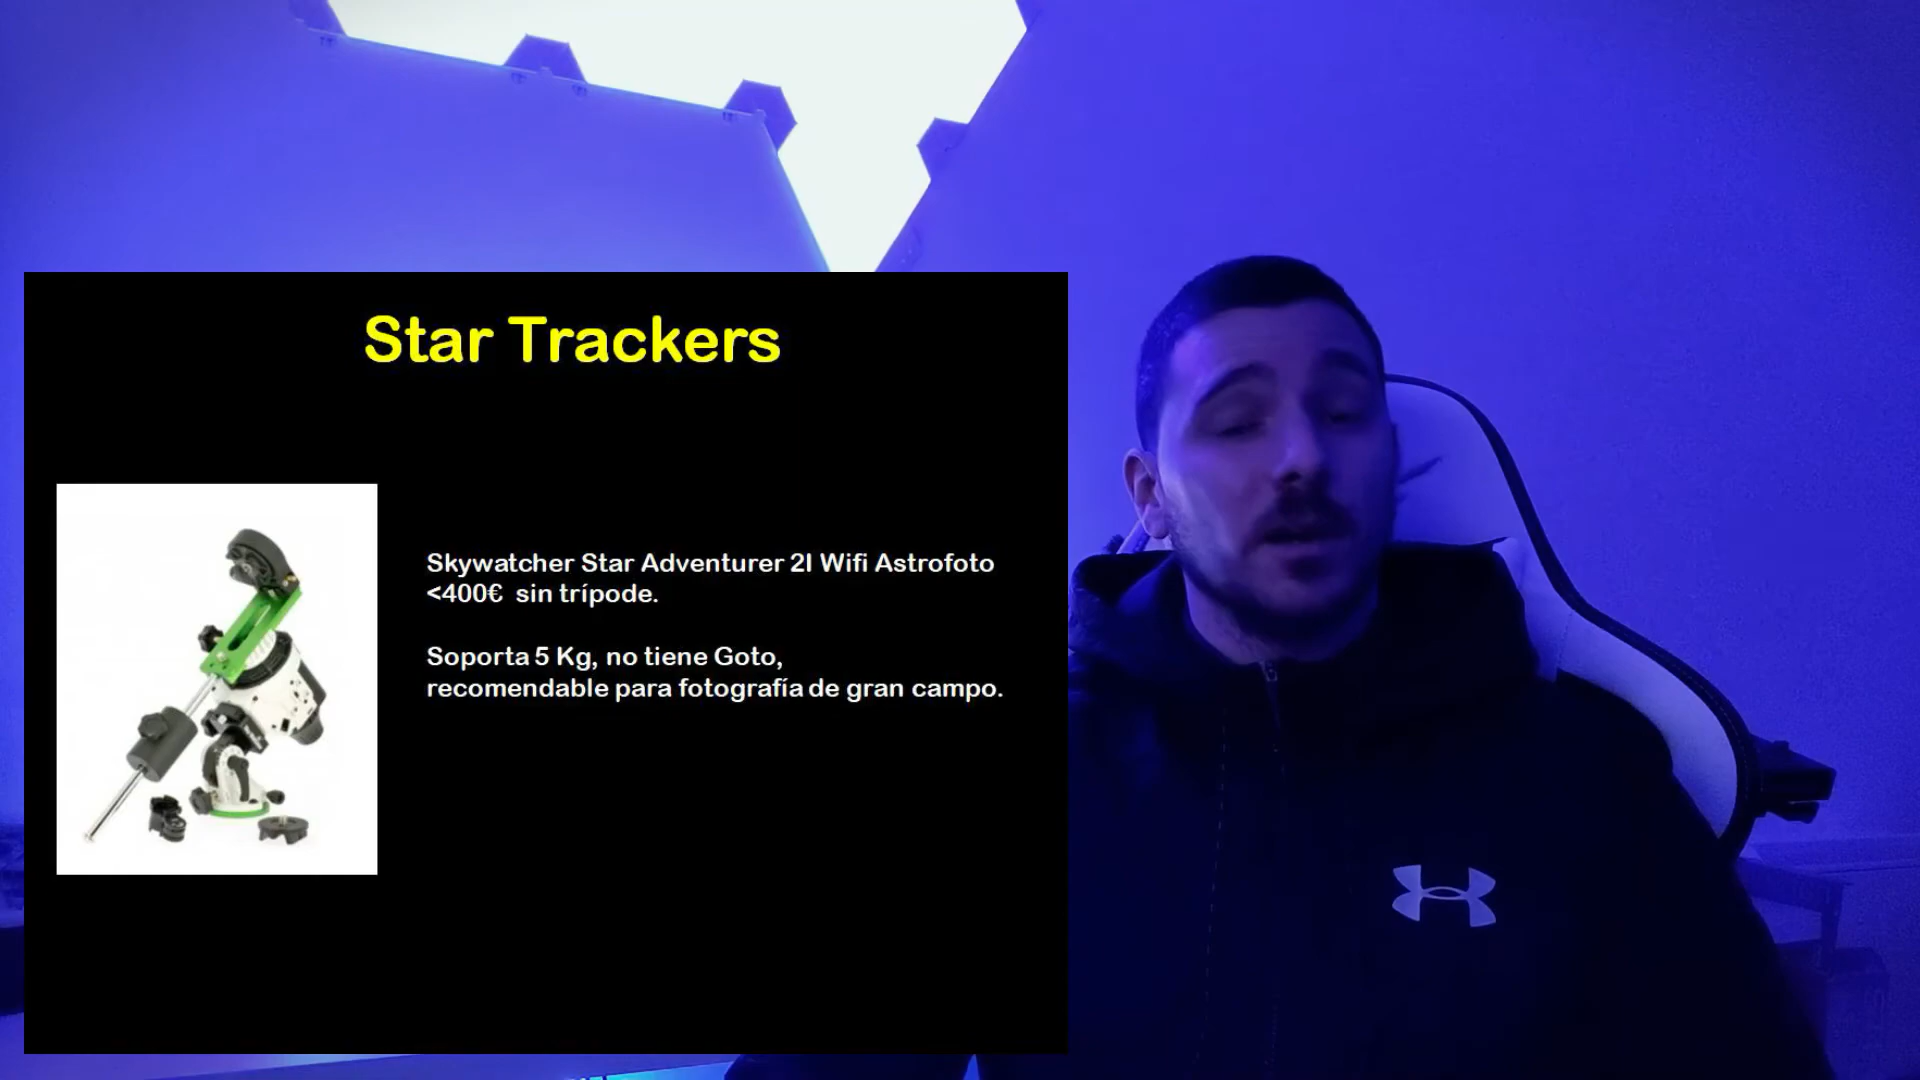 Star Trackers
Skywatcher Star Adventurer 2I Wifi Astrofoto
<400€ sin trípode.
Soporta 5 Kg, no tiene Goto,
recomendable para fotografía de gran campo.